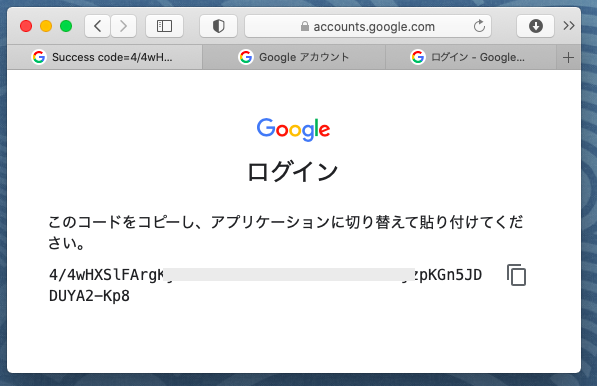 accounts.google.com
Success code=4/4wH...
Google アカウント
ログイン - Google...
Google
ログイン
このコードをコピーし、アプリケーションに切り替えて貼り付けてくだ
さい。
4/4wHXSlFArgK zpKGn5JD
DUYA2-Kp8